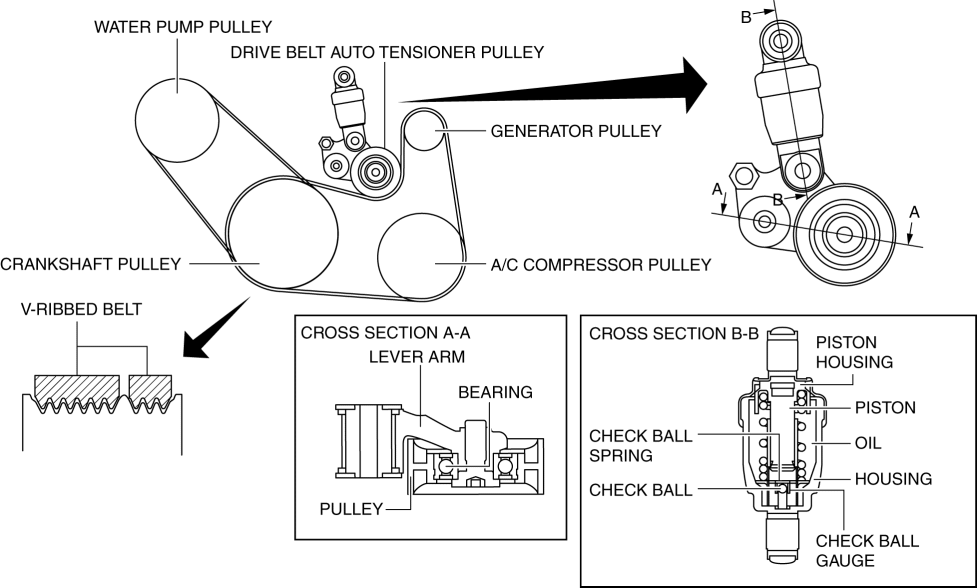 WATER PUMP PULLEY
DRIVE BELT AUTO TENSIONER PULLEY
GENERATOR PULLEY
CRANKSHAFT PULLEY
A/C COMPRESSOR PULLEY
B
A
B
A
V-RIBBED BELT
CROSS SECTION A-A
LEVER ARM
BEARING
PULLEY
CROSS SECTION B-B
PISTON
HOUSING
PISTON
CHECK BALL
SPRING
OIL
HOUSING
CHECK BALL
CHECK BALL
GAUGE